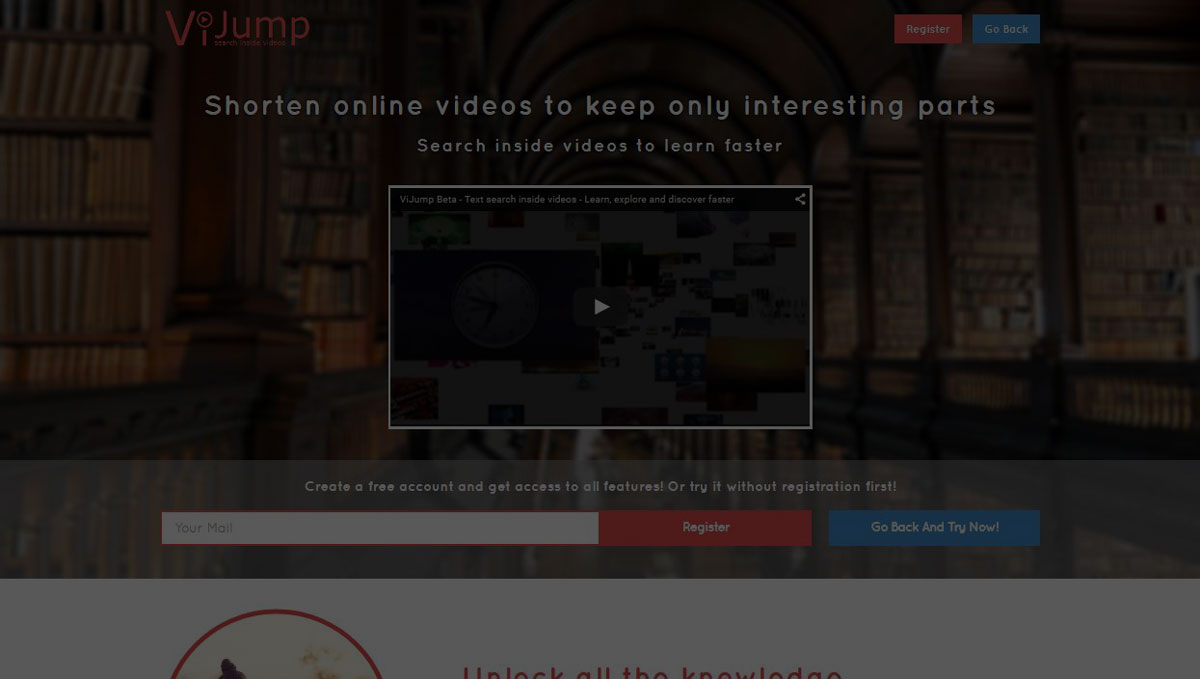 ViJump
search inside videos
Register
Go Back
Shorten online videos to keep only interesting parts
Search inside videos to learn faster
ViJump Beta - Text search inside videos - Learn, explore and discover faster
Create a free account and get access to all features! Or try it without registration first!
Your Mail
Register
Go Back And Try Now!
Unlock all the knowledge